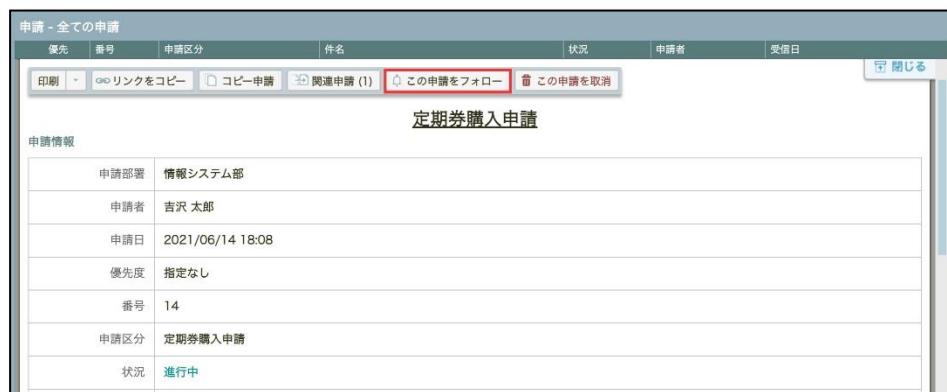 申請 - 全ての申請
優先 番号 申請区分 件名 状況 申請者 受信日
印刷 リンクをコピー コピー申請 関連申請 (1) この申請をフォロー この申請を取消 閉じる
定期券購入申請
申請情報
申請部署 情報システム部
申請者 吉沢 太郎
申請日 2021/06/14 18:08
優先度 指定なし
番号 14
申請区分 定期券購入申請
状況 進行中